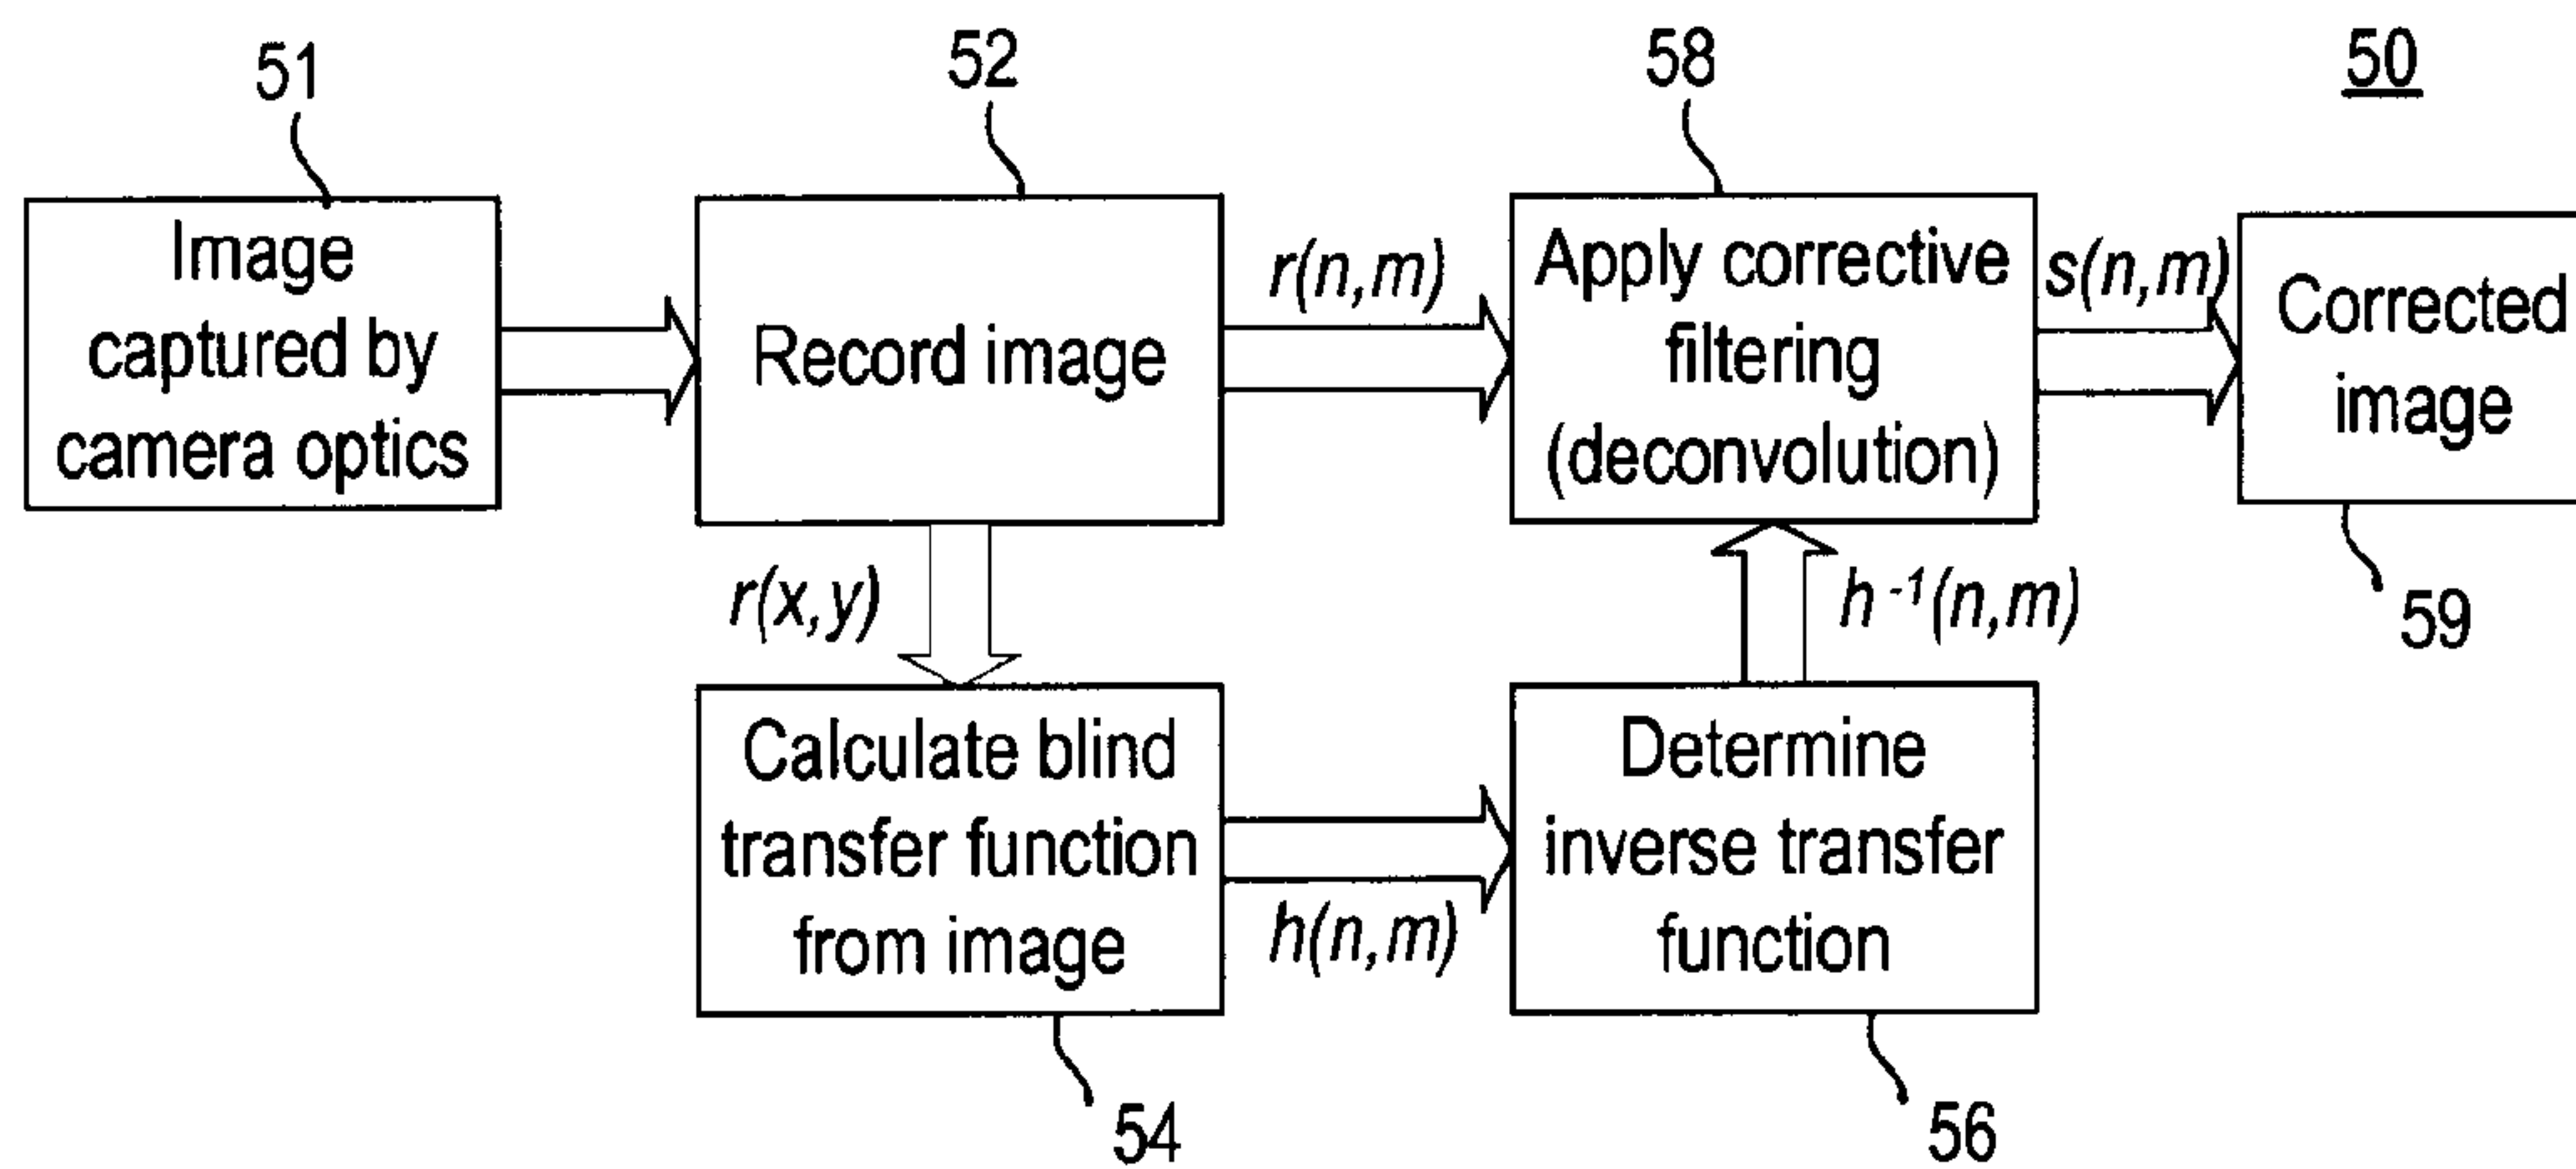 51
52
58
50
Image
captured by
camera optics
Record image
r(n,m)
Apply corrective
filtering
(deconvolution)
s(n,m)
Corrected
image
r(x,y)
h⁻¹(n,m)
59
Calculate blind
transfer function
from image
h(n,m)
Determine
inverse transfer
function
54
56